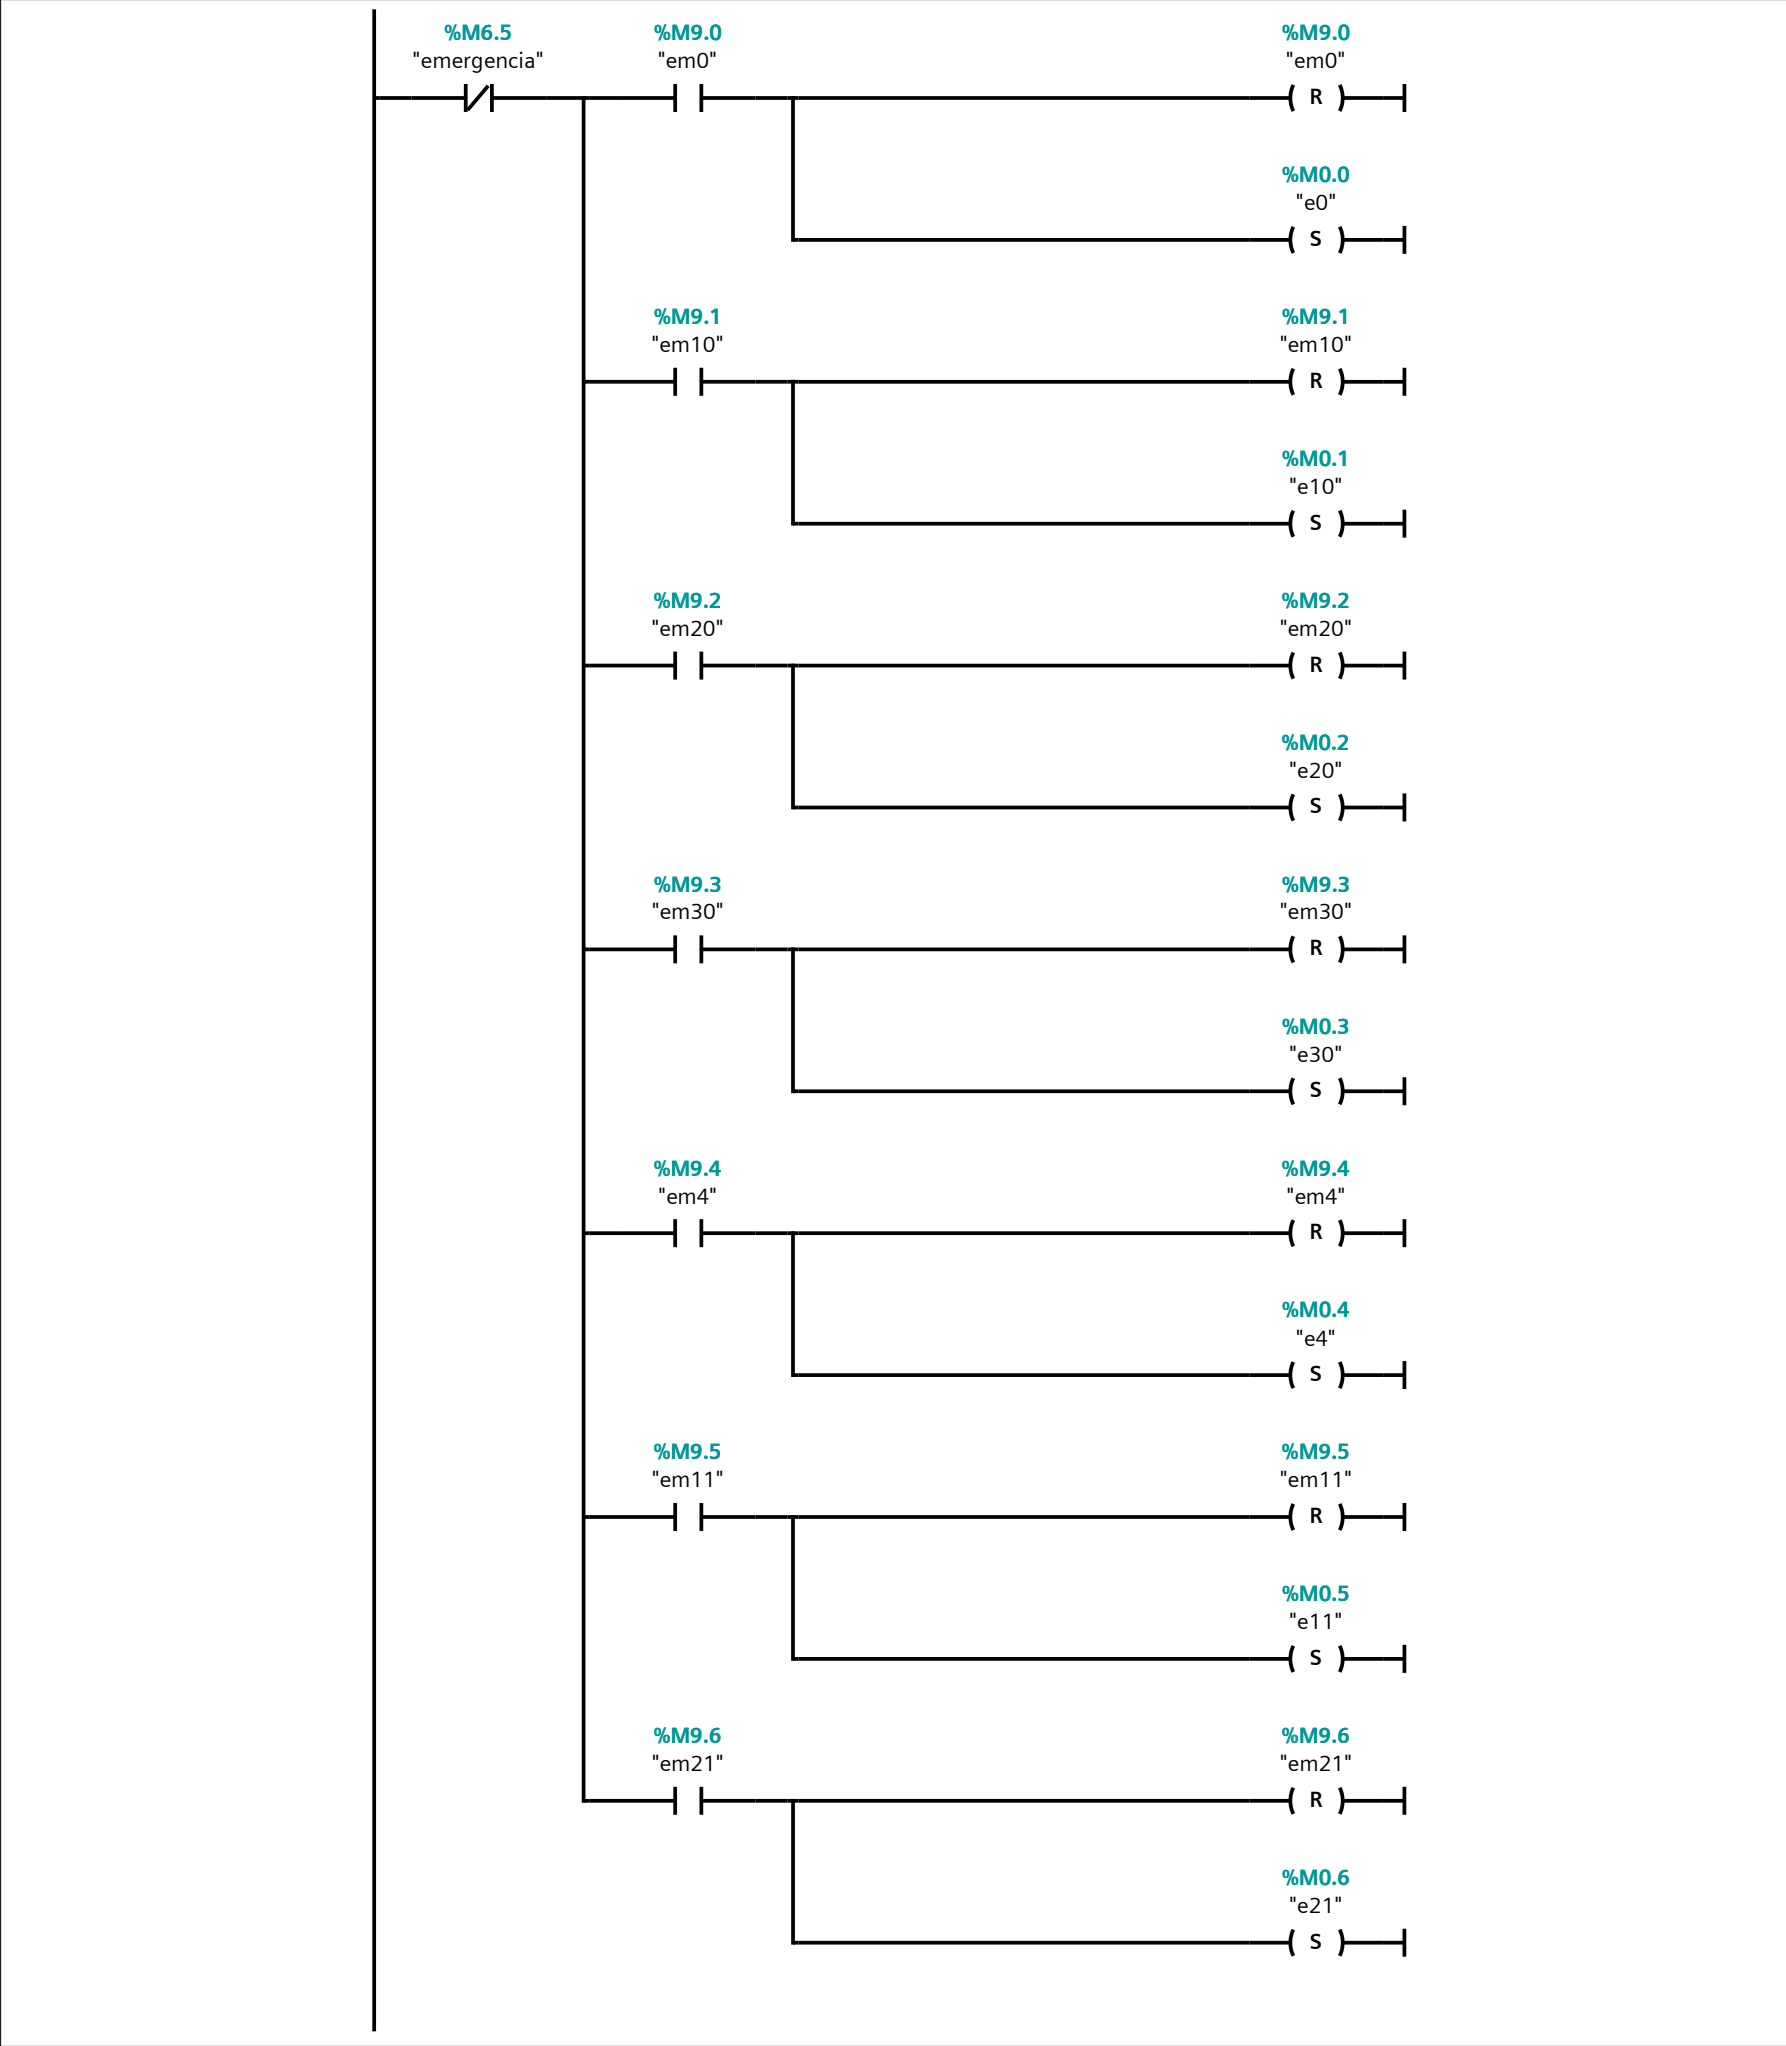 %M6.5
"emergencia"
%M9.0
"em0"
%M9.0
"em0"
R
%M0.0
"e0"
S
%M9.1
"em10"
%M9.1
"em10"
R
%M0.1
"e10"
S
%M9.2
"em20"
%M9.2
"em20"
R
%M0.2
"e20"
S
%M9.3
"em30"
%M9.3
"em30"
R
%M0.3
"e30"
S
%M9.4
"em4"
%M9.4
"em4"
R
%M0.4
"e4"
S
%M9.5
"em11"
%M9.5
"em11"
R
%M0.5
"e11"
S
%M9.6
"em21"
%M9.6
"em21"
R
%M0.6
"e21"
S